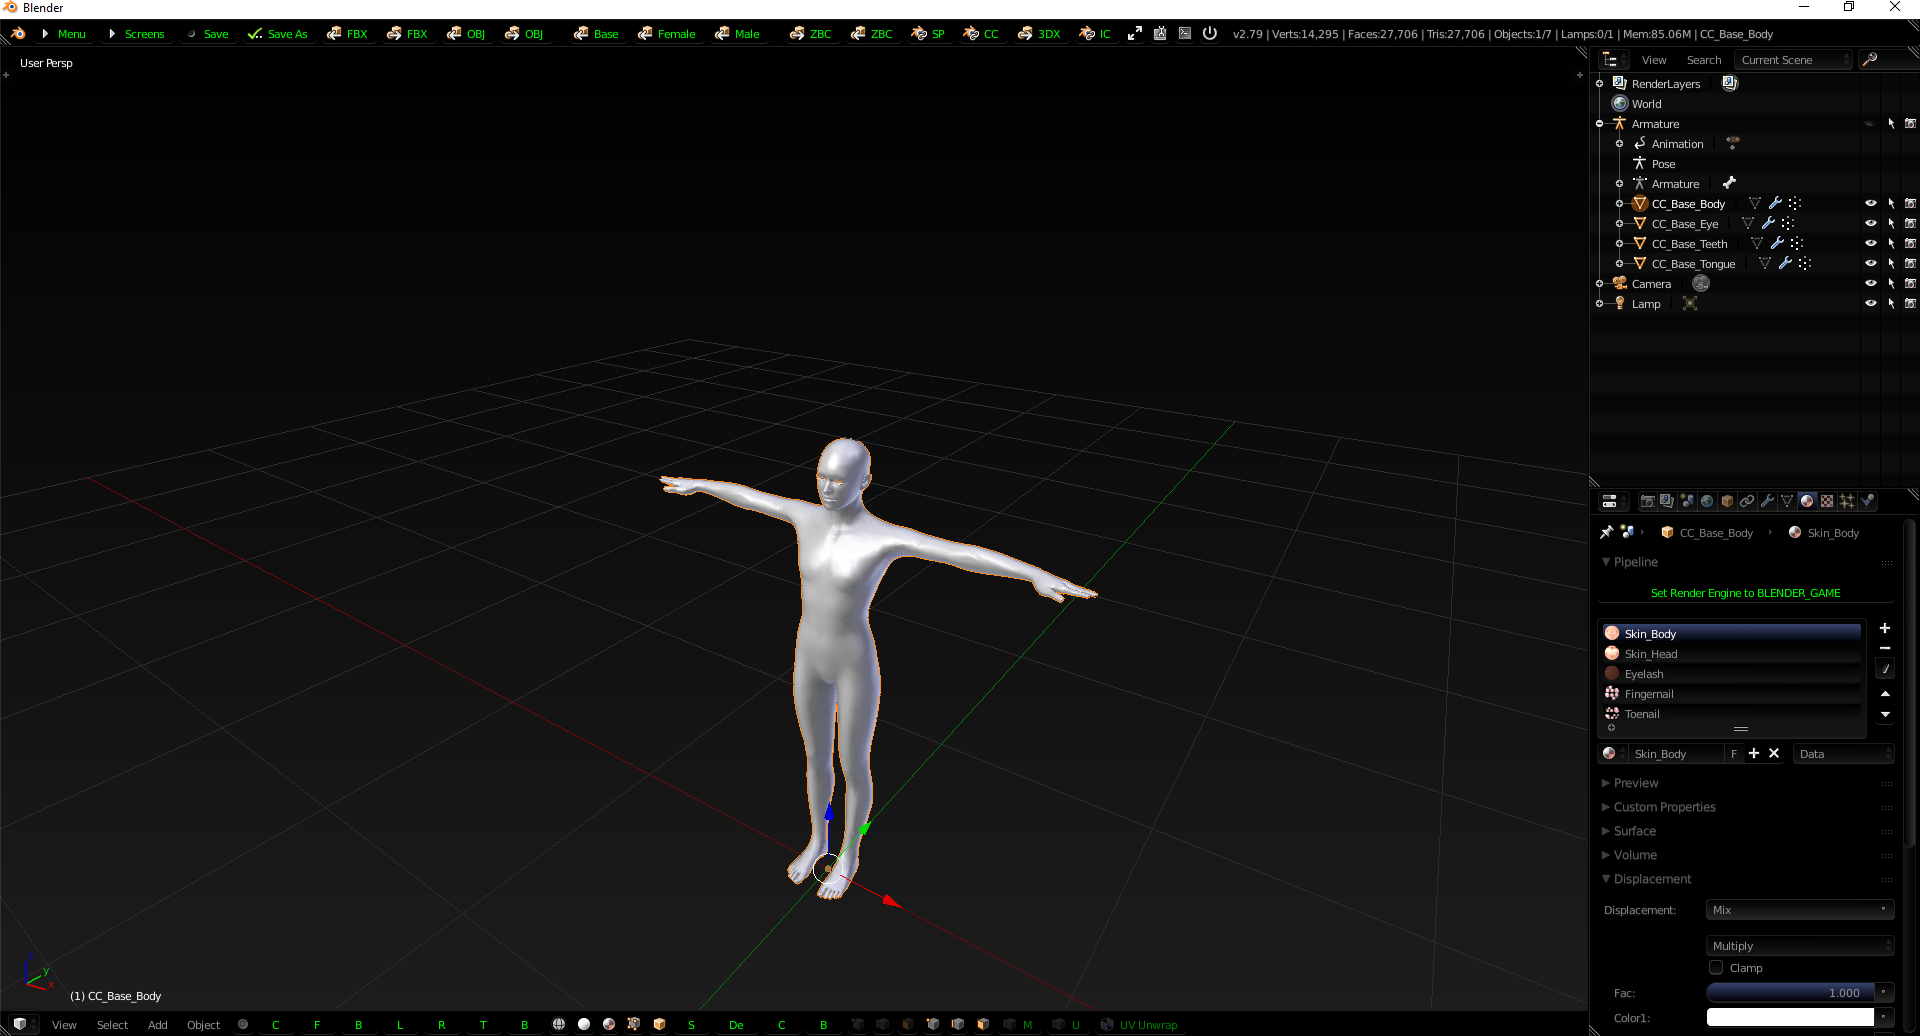 Blender
Menu Screens Save Save As FBX FBX OBJ OBJ Base Female Male ZBC ZBC SP CC 3DX IC v2.79 | Verts:14,295 | Faces:27,706 | Tris:27,706 | Objects:1/7 | Lamps:0/1 | Mem:85.06M | CC_Base_Body
User Persp
View Search Current Scene
RenderLayers
World
Armature
Animation
Pose
Armature
CC_Base_Body
CC_Base_Eye
CC_Base_Teeth
CC_Base_Tongue
Camera
Lamp
CC_Base_Body Skin_Body
Pipeline
Set Render Engine to BLENDER_GAME
Skin_Body
Skin_Head
Eyelash
Fingernail
Toenail
Skin_Body F Data
Preview
Custom Properties
Surface
Volume
Displacement
Displacement: Mix
Multiply
Clamp
Fac: 1.000
Color1:
y
x
(1) CC_Base_Body
View Select Add Object C F B L R T B S De C B M U UV Unwrap